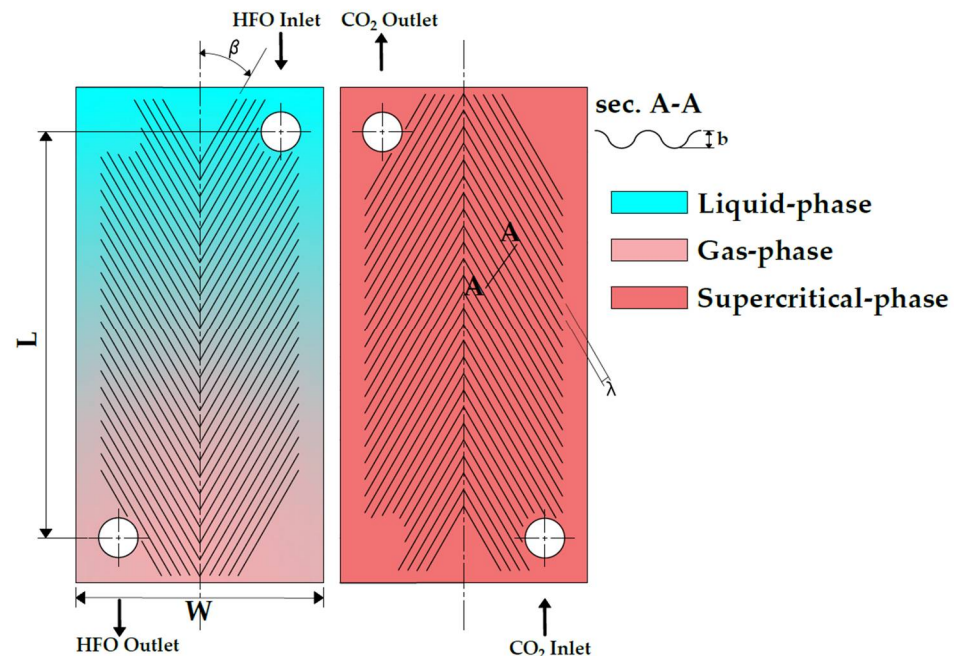 HFO Inlet
CO₂ Outlet
β
sec. A-A
b
Liquid-phase
Gas-phase
Supercritical-phase
A
A
L
λ
W
HFO Outlet
CO₂ Inlet